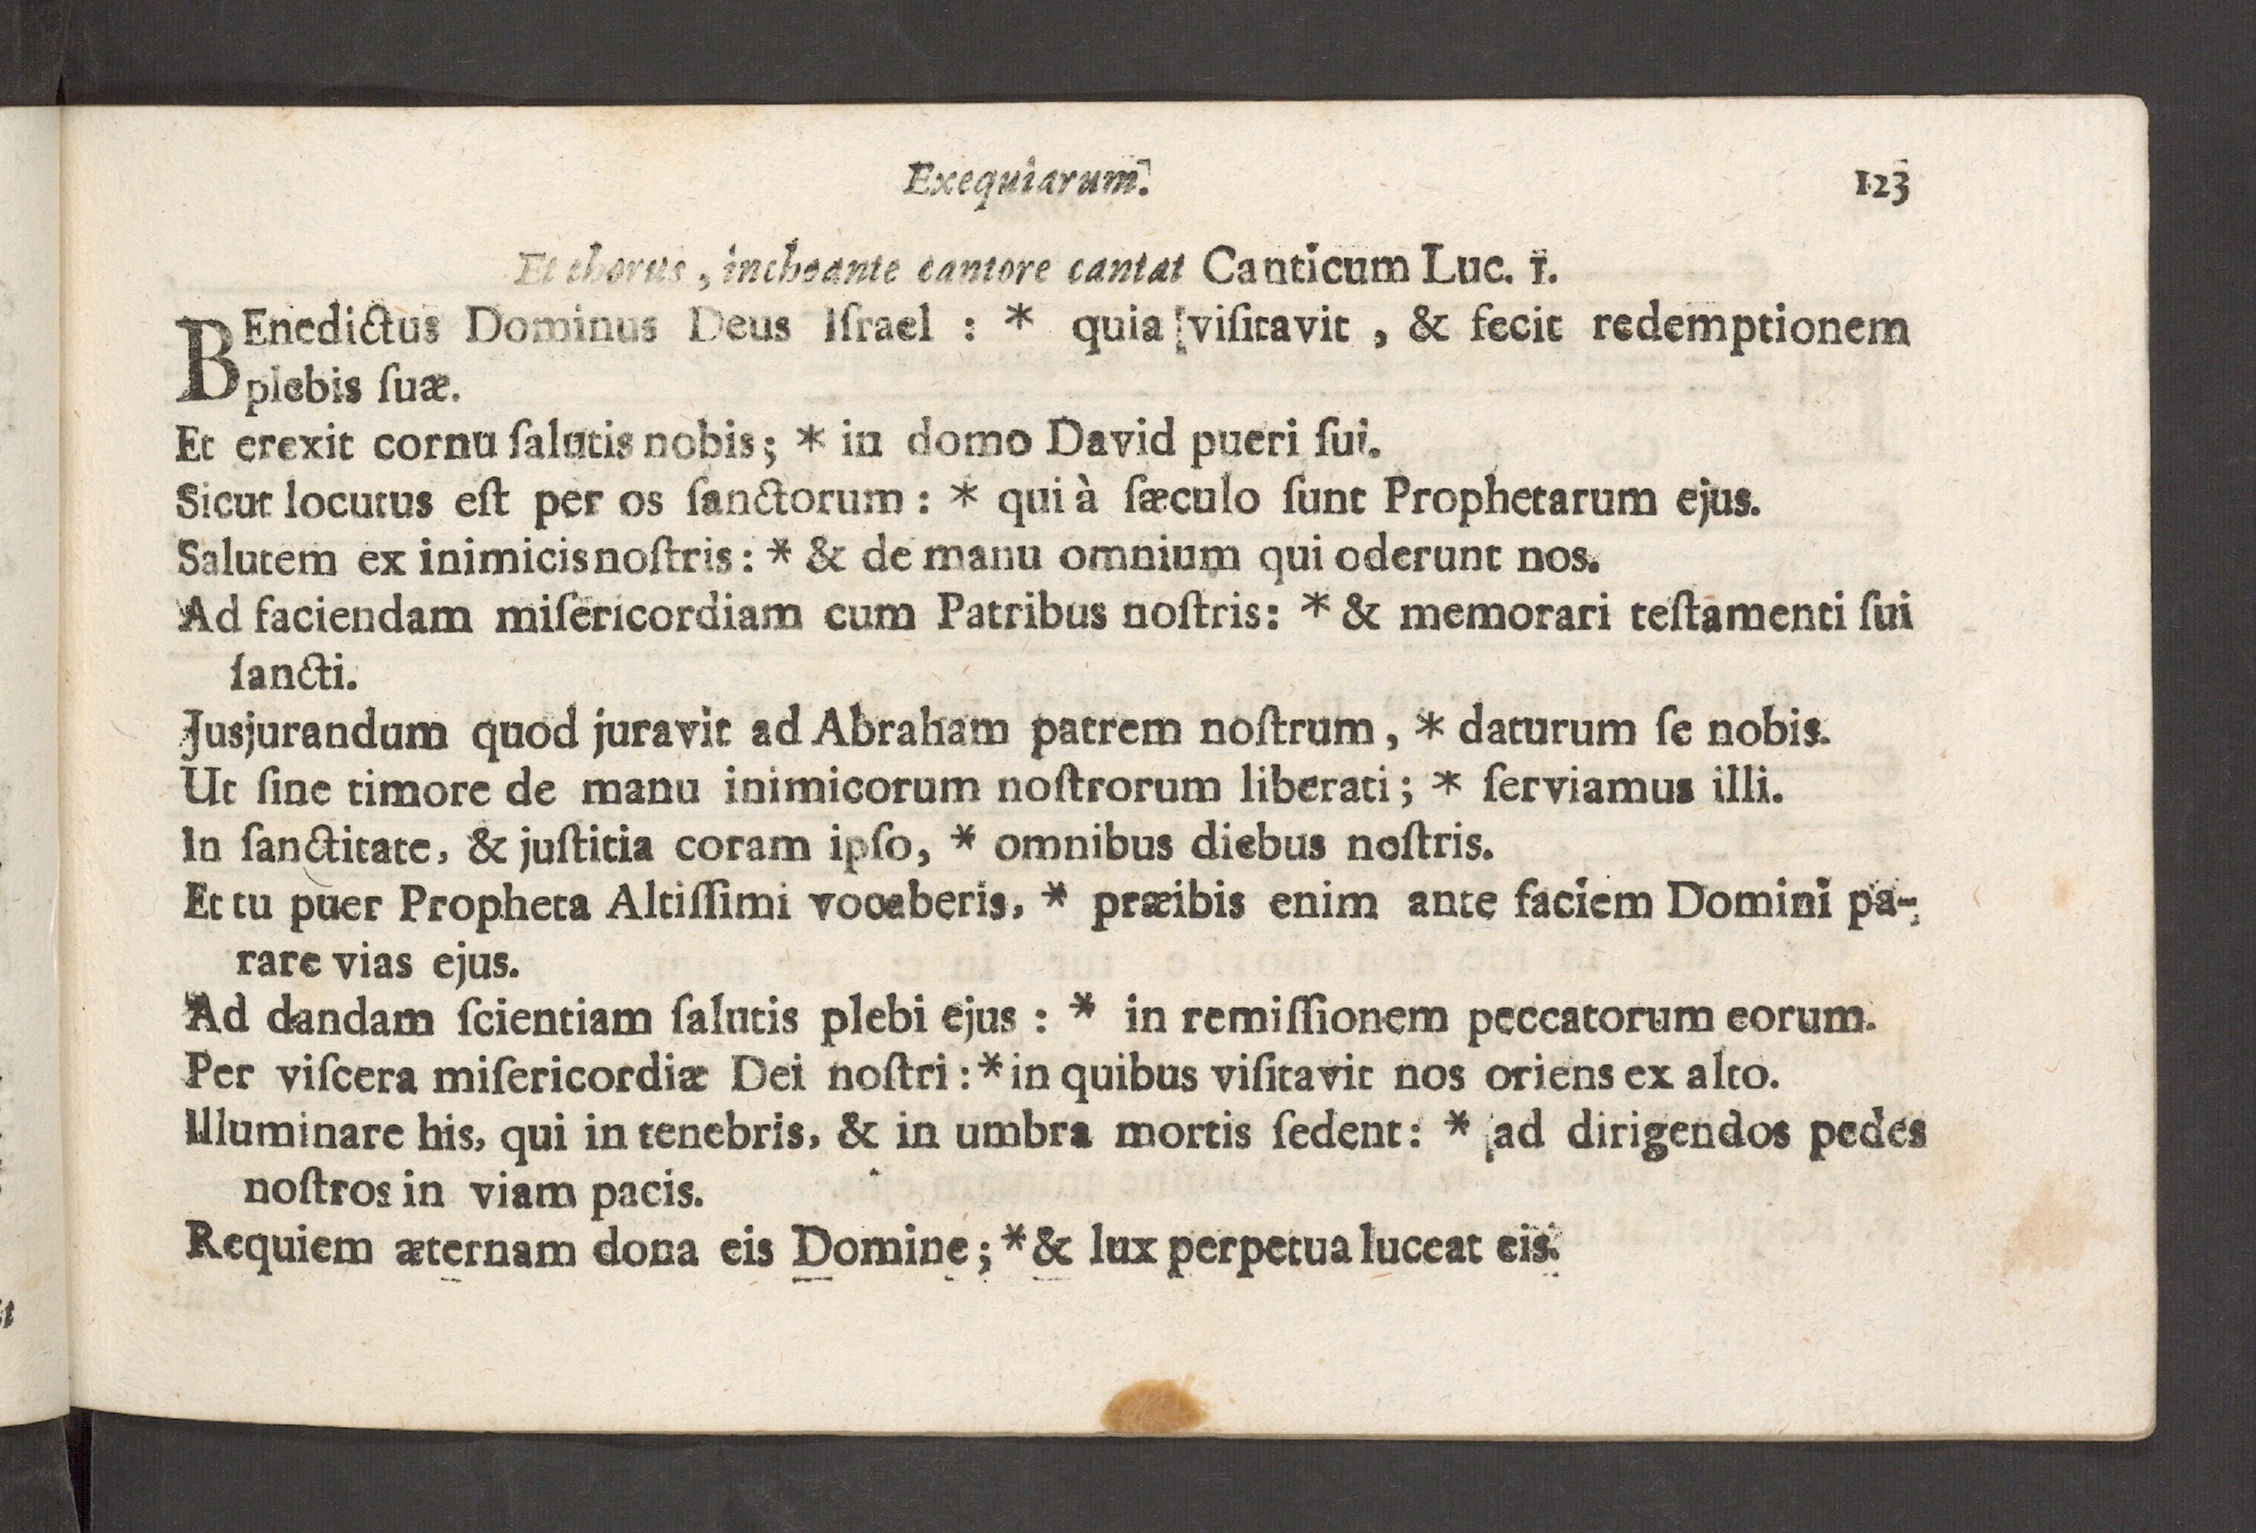 Exequiarum. 123
Et chorus, inchoante cantore cantat Canticum Luc. 1.
BEnedictus Dominus Deus Iſrael : * quia viſitavit , & fecit redemptionem
plebis ſuæ.
Et erexit cornu ſalutis nobis; * in domo David pueri ſui.
Sicut locutus eſt per os ſanctorum : * qui à ſæculo ſunt Prophetarum ejus.
Salutem ex inimicis noſtris : * & de manu omnium qui oderunt nos.
Ad faciendam miſericordiam cum Patribus noſtris: * & memorari teſtamenti ſui
ſancti.
Jusjurandum quod juravit ad Abraham patrem noſtrum , * daturum ſe nobis.
Ut ſine timore de manu inimicorum noſtrorum liberati ; * ſerviamus illi.
In ſanctitate, & juſtitia coram ipſo, * omnibus diebus noſtris.
Et tu puer Propheta Altiſſimi vocaberis, * præibis enim ante faciem Domini pa-
rare vias ejus.
Ad dandam ſcientiam ſalutis plebi ejus : * in remiſſionem peccatorum eorum.
Per viſcera miſericordiæ Dei noſtri : * in quibus viſitavit nos oriens ex alto.
Illuminare his, qui in tenebris, & in umbra mortis ſedent : * ad dirigendos pedes
noſtros in viam pacis.
Requiem æternam dona eis Domine ; * & lux perpetua luceat eis.